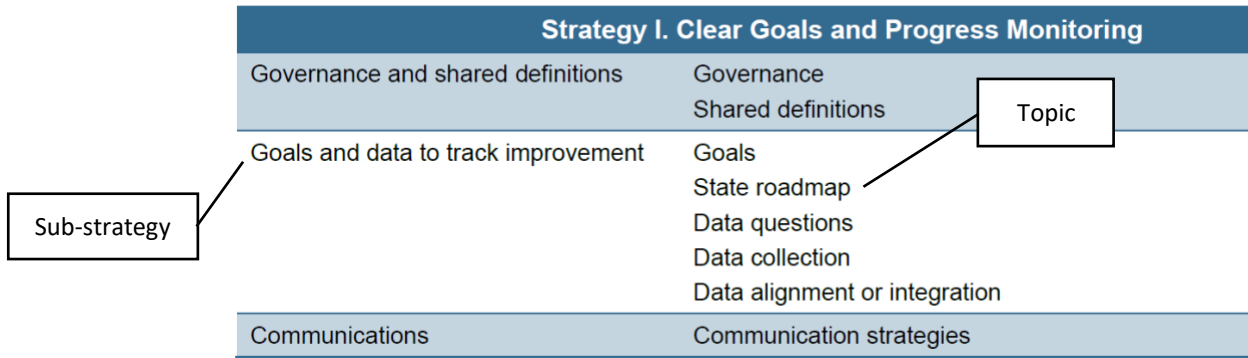 Strategy I. Clear Goals and Progress Monitoring
Governance and shared definitions
Governance
Shared definitions
Topic
Goals and data to track improvement
Goals
State roadmap
Data questions
Data collection
Data alignment or integration
Sub-strategy
Communications
Communication strategies